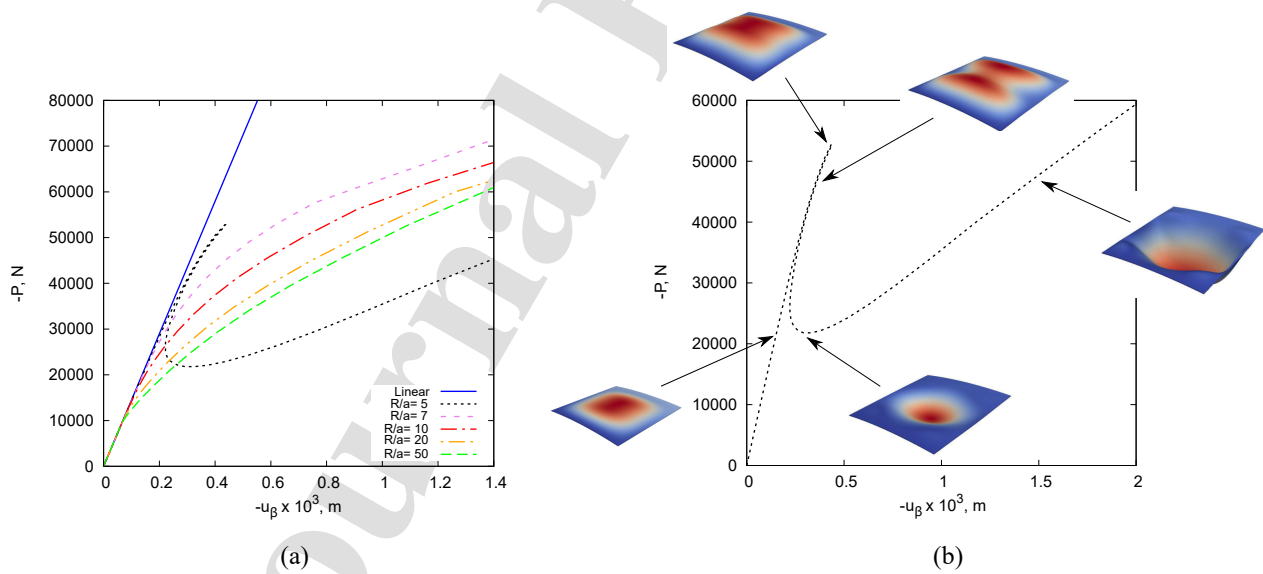 80000
70000
60000
50000
40000
30000
20000
10000
0
-P, N
0
0.2
0.4
0.6
0.8
1
1.2
1.4
-uβ x 10³, m
Linear
R/a= 5
R/a= 7
R/a= 10
R/a= 20
R/a= 50
(a)
60000
50000
40000
30000
20000
10000
0
-P, N
0
0.5
1
1.5
2
-uβ x 10³, m
(b)
ournal